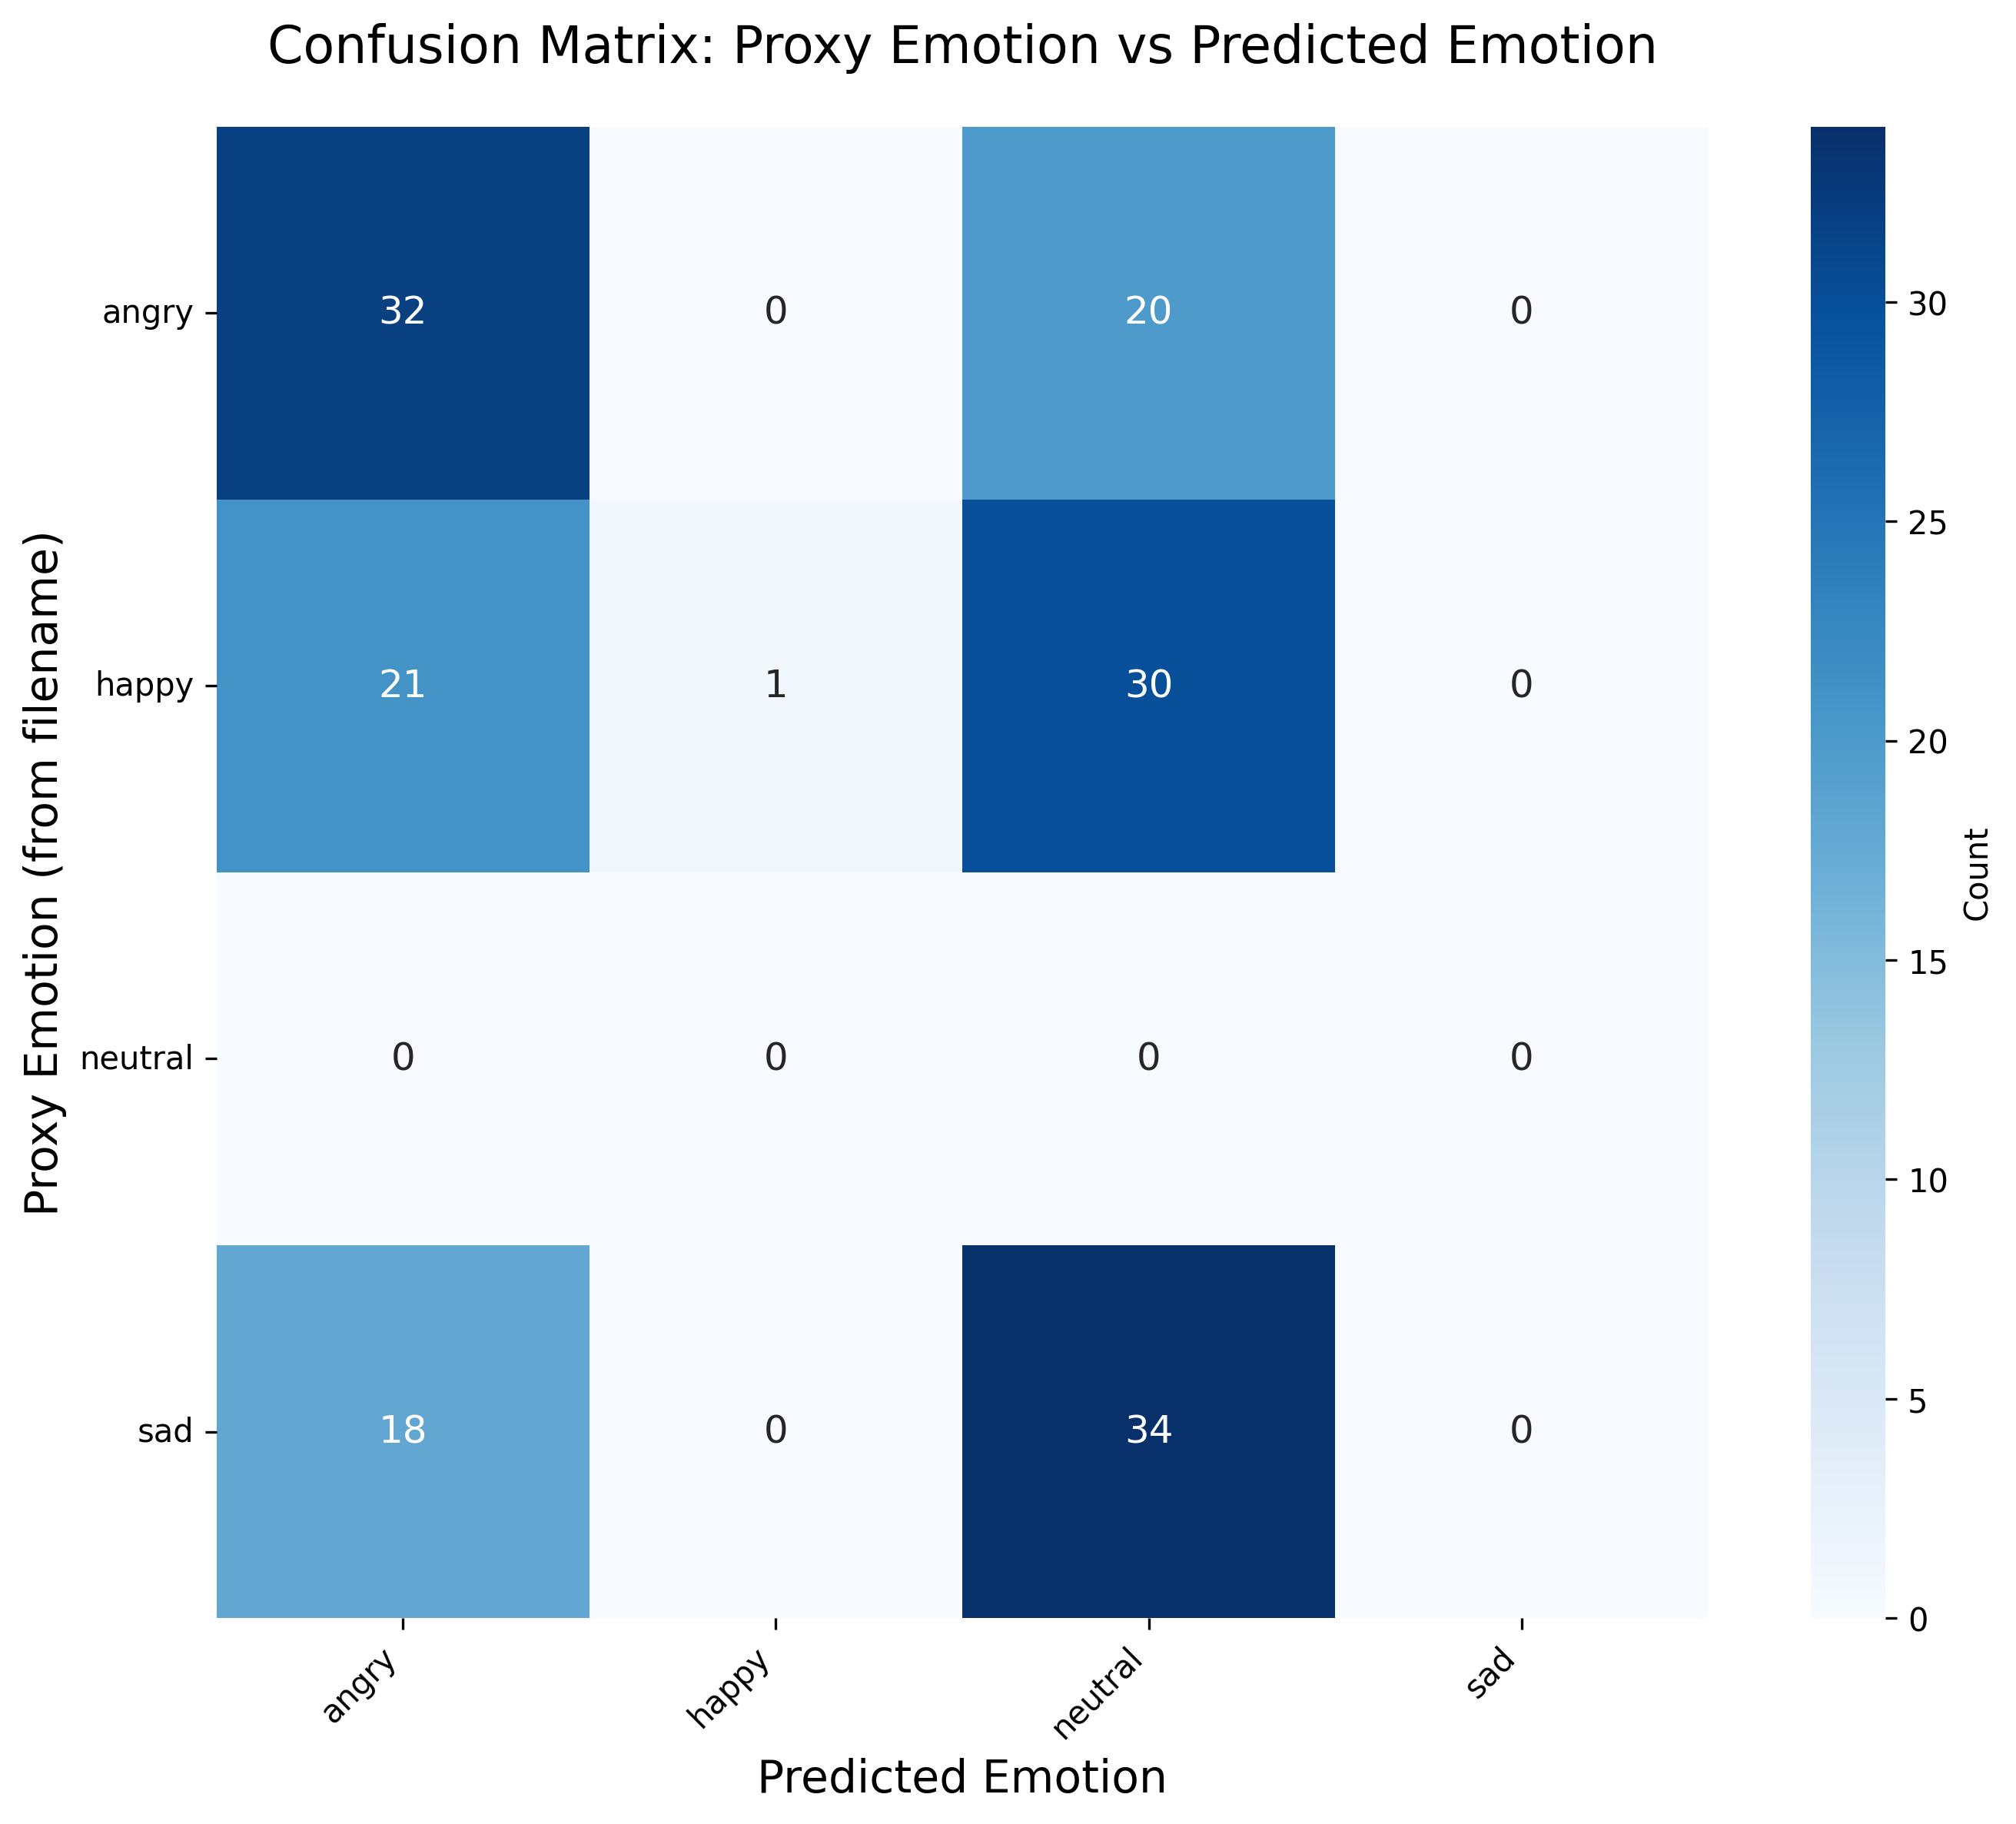 Confusion Matrix: Proxy Emotion vs Predicted Emotion
Proxy Emotion (from filename)
angry 32 0 20 0
happy 21 1 30 0
neutral 0 0 0 0
sad 18 0 34 0
angry happy neutral sad
Predicted Emotion
30
25
20
15
10
5
0
Count